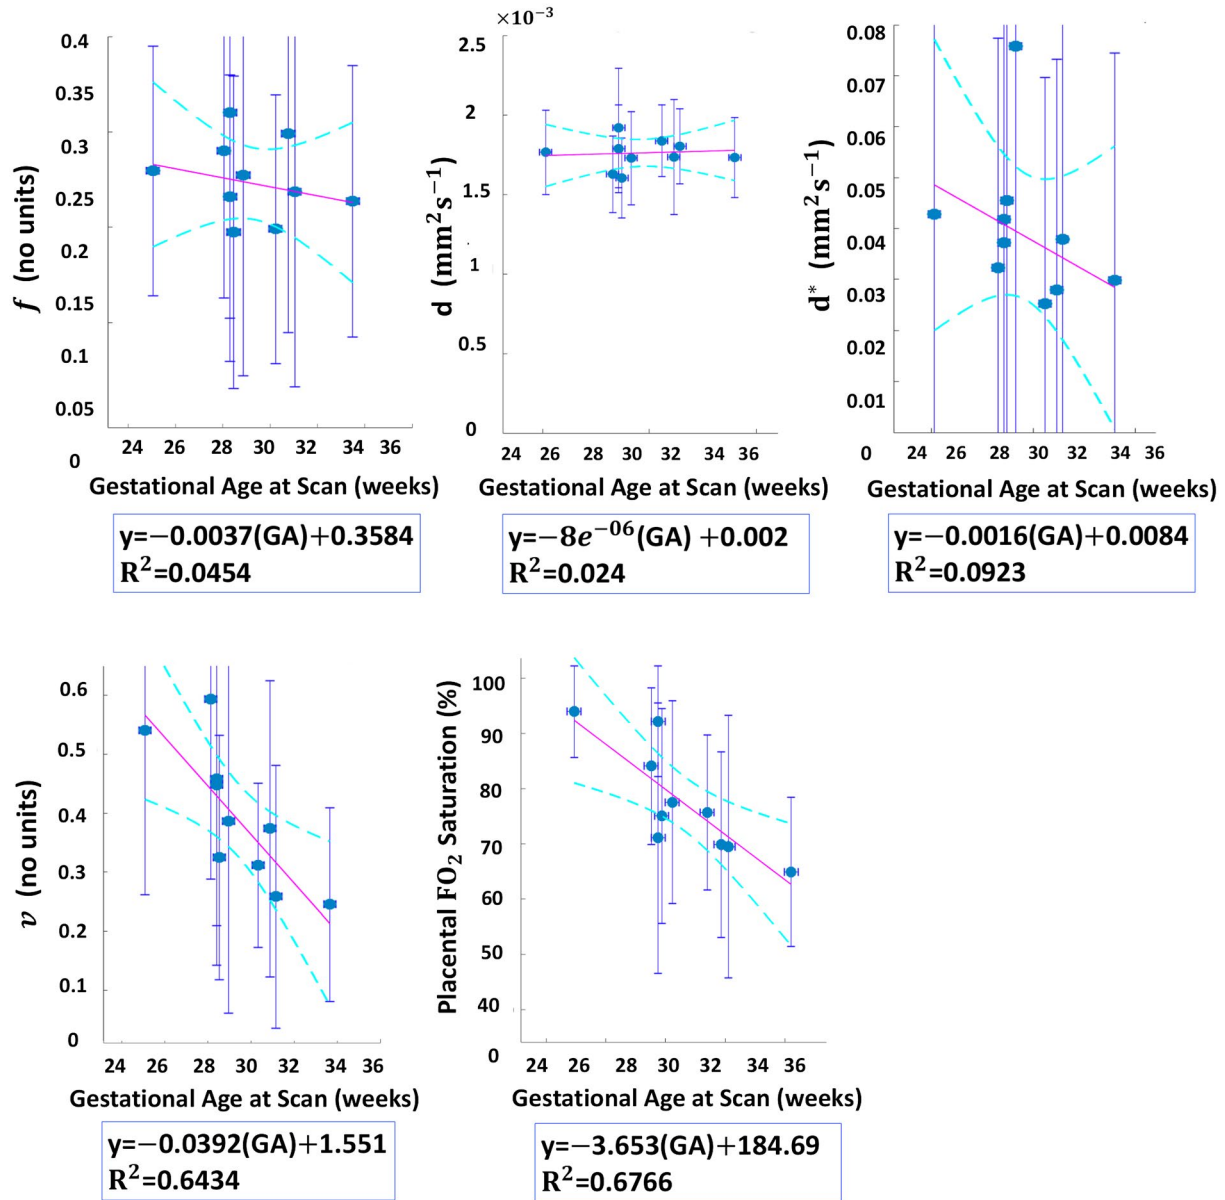 ×10⁻³
0.4
0.35
0.3
0.25
0.2
0.15
0.1
0.05
0
f (no units)
24 26 28 30 32 34 36
Gestational Age at Scan (weeks)
y=−0.0037(GA)+0.3584
R²=0.0454
2.5
2
1.5
1
0.5
0
d (mm²s⁻¹)
24 26 28 30 32 34 36
Gestational Age at Scan (weeks)
y=−8e⁻⁰⁶(GA) +0.002
R²=0.024
0.08
0.07
0.06
0.05
0.04
0.03
0.02
0.01
0
d* (mm²s⁻¹)
24 26 28 30 32 34 36
Gestational Age at Scan (weeks)
y=−0.0016(GA)+0.0084
R²=0.0923
0.6
0.5
0.4
0.3
0.2
0.1
0
v (no units)
24 26 28 30 32 34 36
Gestational Age at Scan (weeks)
y=−0.0392(GA)+1.551
R²=0.6434
100
90
80
70
60
50
40
0
Placental FO₂ Saturation (%)
24 26 28 30 32 34 36
Gestational Age at Scan (weeks)
y=−3.653(GA)+184.69
R²=0.6766